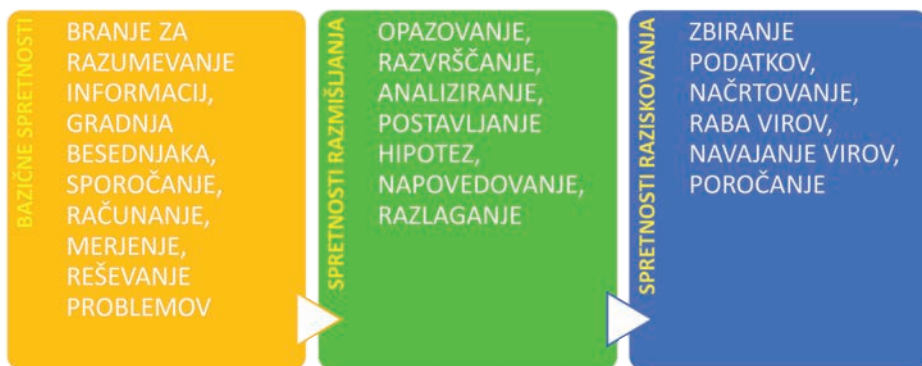 BAZIČNE SPRETNOSTI
BRANJE ZA
RAZUMEVANJE
INFORMACIJ,
GRADNJA
BESEDNJAKA,
SPOROČANJE,
RAČUNANJE,
MERJENJE,
REŠEVANJE
PROBLEMOV
SPRETNOSTI RAZMIŠLJANJA
OPAZOVANJE,
RAZVRŠČANJE,
ANALIZIRANJE,
POSTAVLJANJE
HIPOTEZ,
NAPOVEDOVANJE,
RAZLAGANJE
SPRETNOSTI RAZISKOVANJA
ZBIRANJE
PODATKOV,
NAČRTOVANJE,
RABA VIROV,
NAVAJANJE VIROV,
POROČANJE